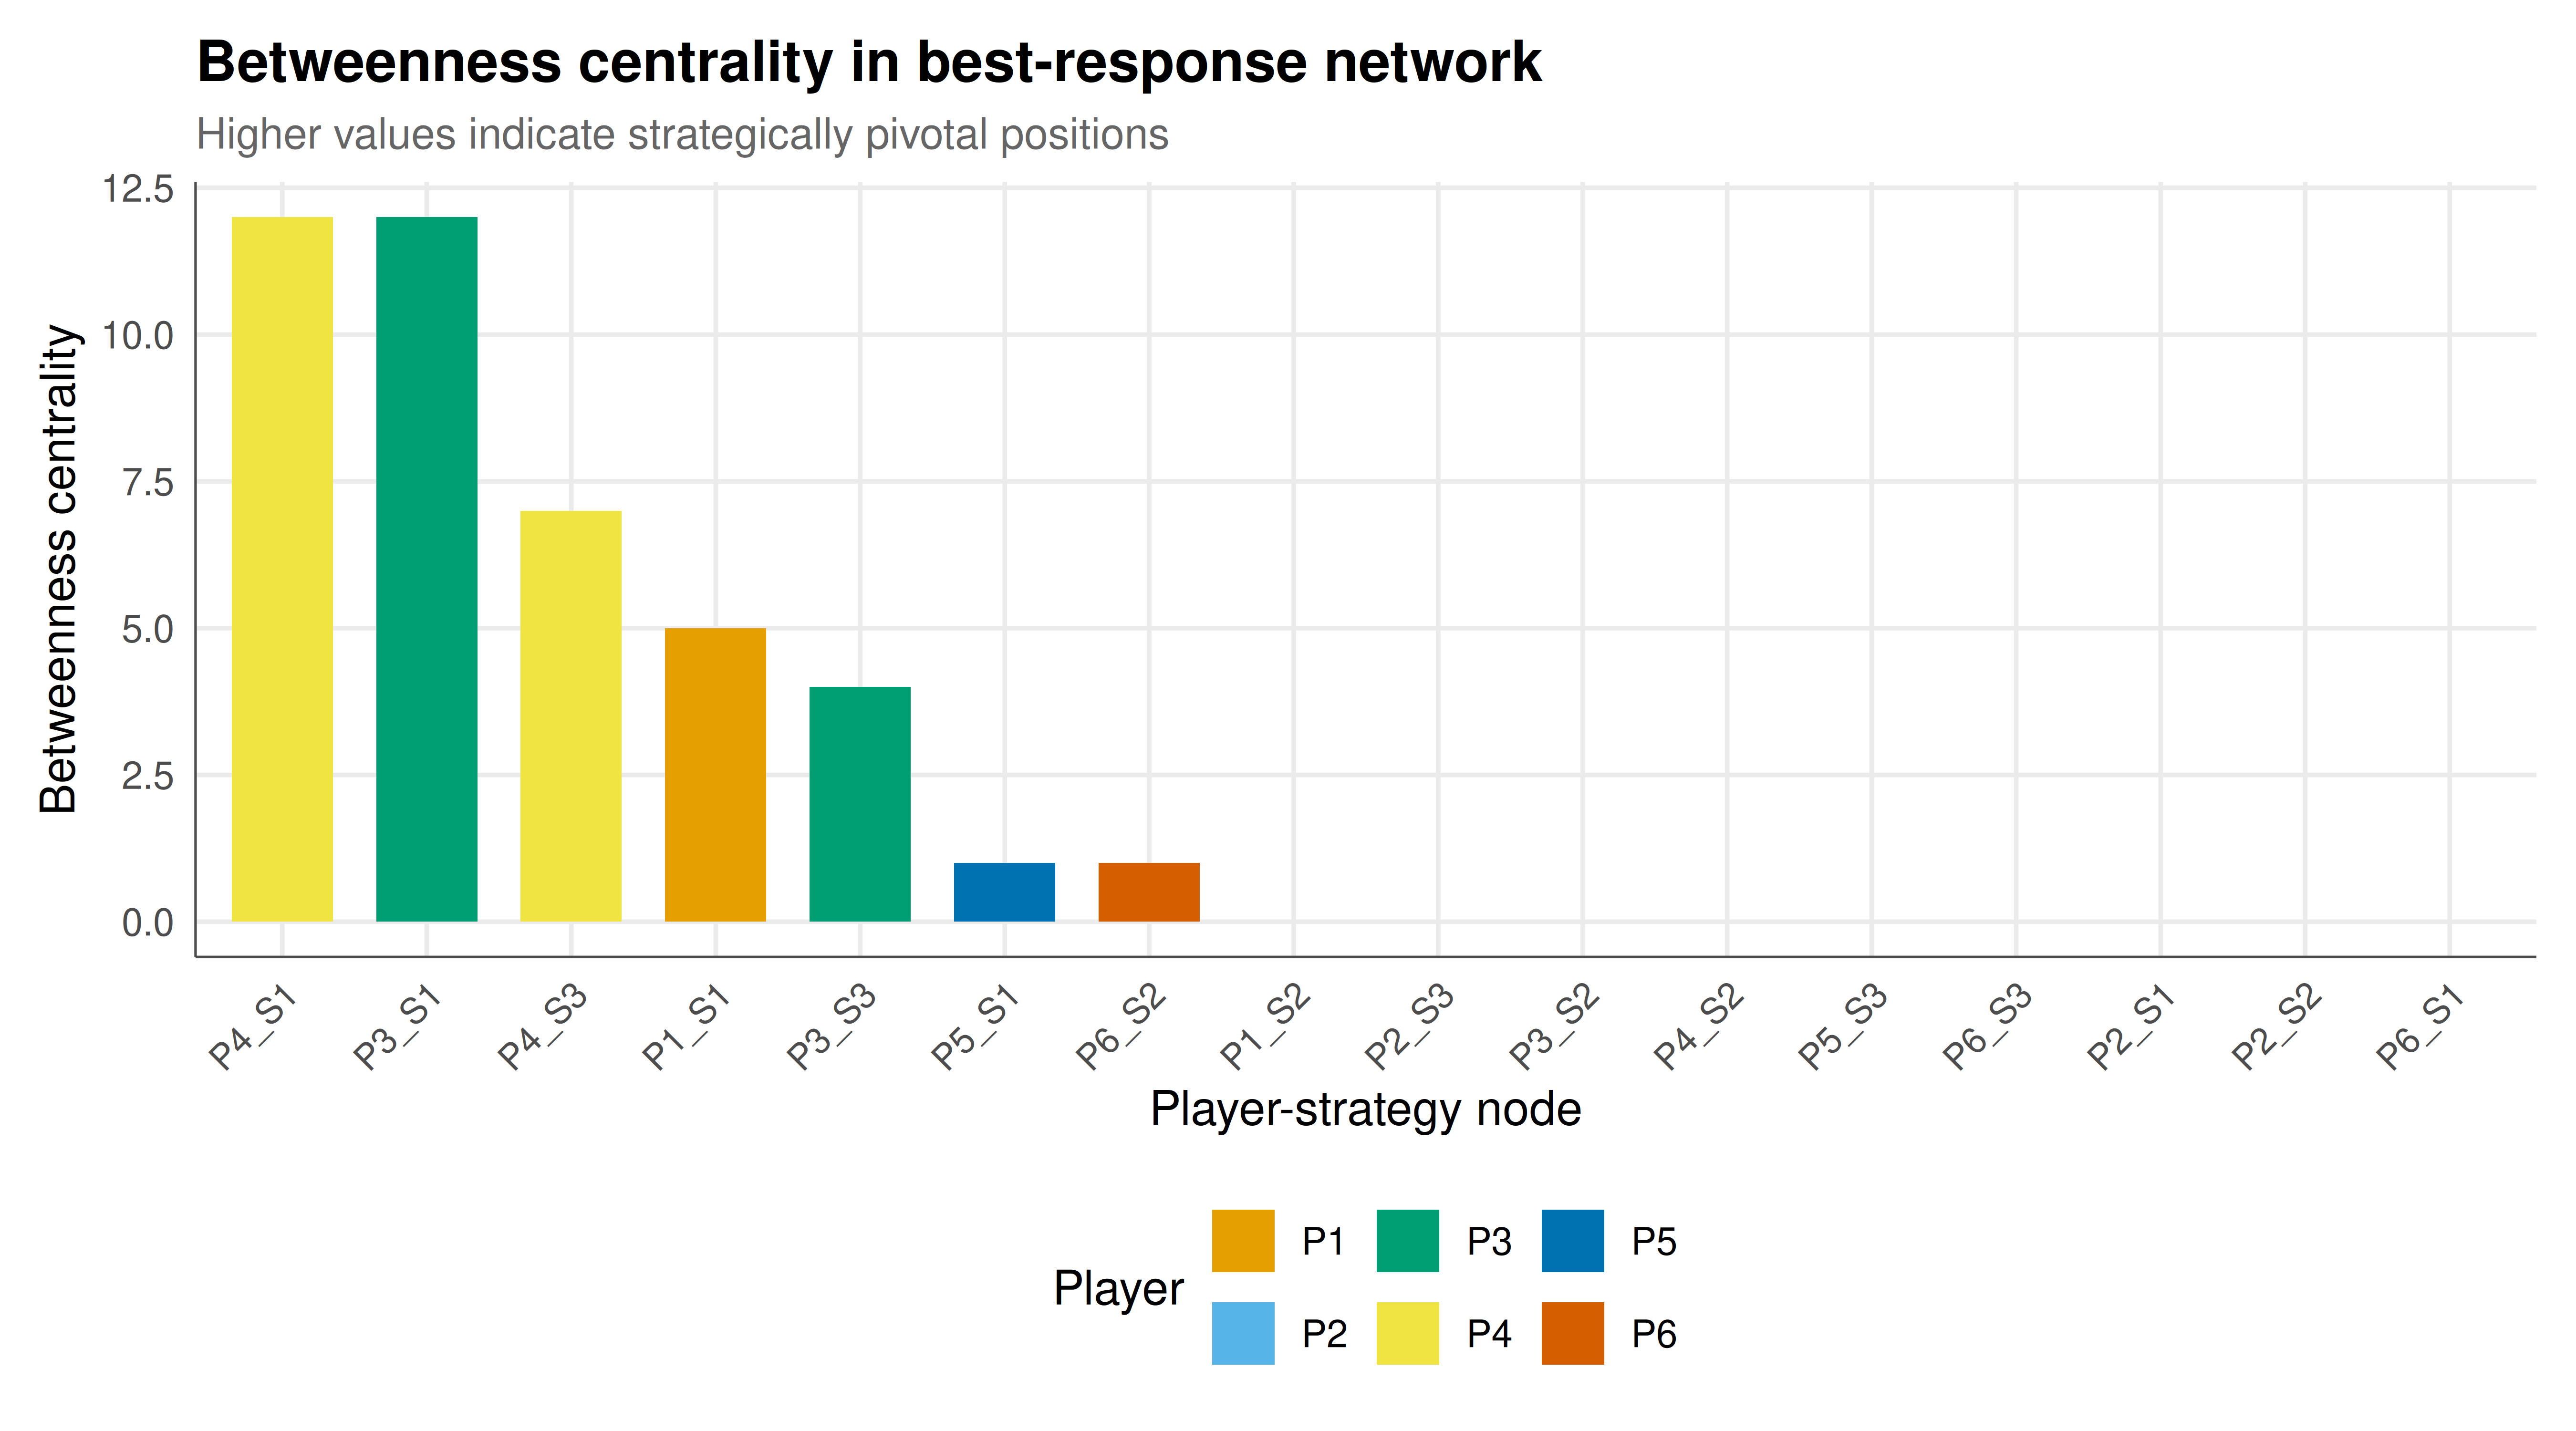 Betweenness centrality in best-response network
Higher values indicate strategically pivotal positions
Betweenness centrality
12.5
10.0
7.5
5.0
2.5
0.0
P4_S1
P3_S1
P4_S3
P1_S1
P3_S3
P5_S1
P6_S2
P1_S2
P2_S3
P3_S2
P4_S2
P5_S3
P6_S3
P2_S1
P2_S2
P6_S1
Player-strategy node
Player
P1
P3
P5
P2
P4
P6